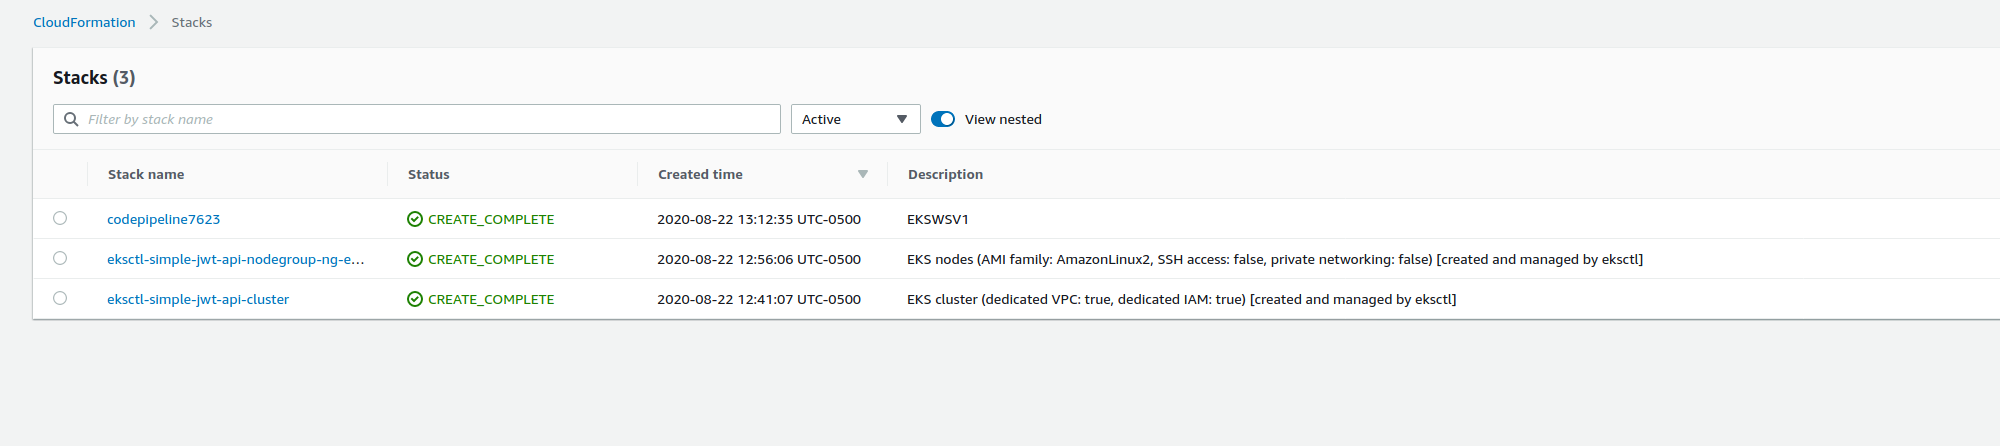 CloudFormation > Stacks
Stacks (3)
Filter by stack name Active View nested
Stack name Status Created time Description
codepipeline7623 CREATE_COMPLETE 2020-08-22 13:12:35 UTC-0500 EKSWSV1
eksctl-simple-jwt-api-nodegroup-ng-e... CREATE_COMPLETE 2020-08-22 12:56:06 UTC-0500 EKS nodes (AMI family: AmazonLinux2, SSH access: false, private networking: false) [created and managed by eksctl]
eksctl-simple-jwt-api-cluster CREATE_COMPLETE 2020-08-22 12:41:07 UTC-0500 EKS cluster (dedicated VPC: true, dedicated IAM: true) [created and managed by eksctl]